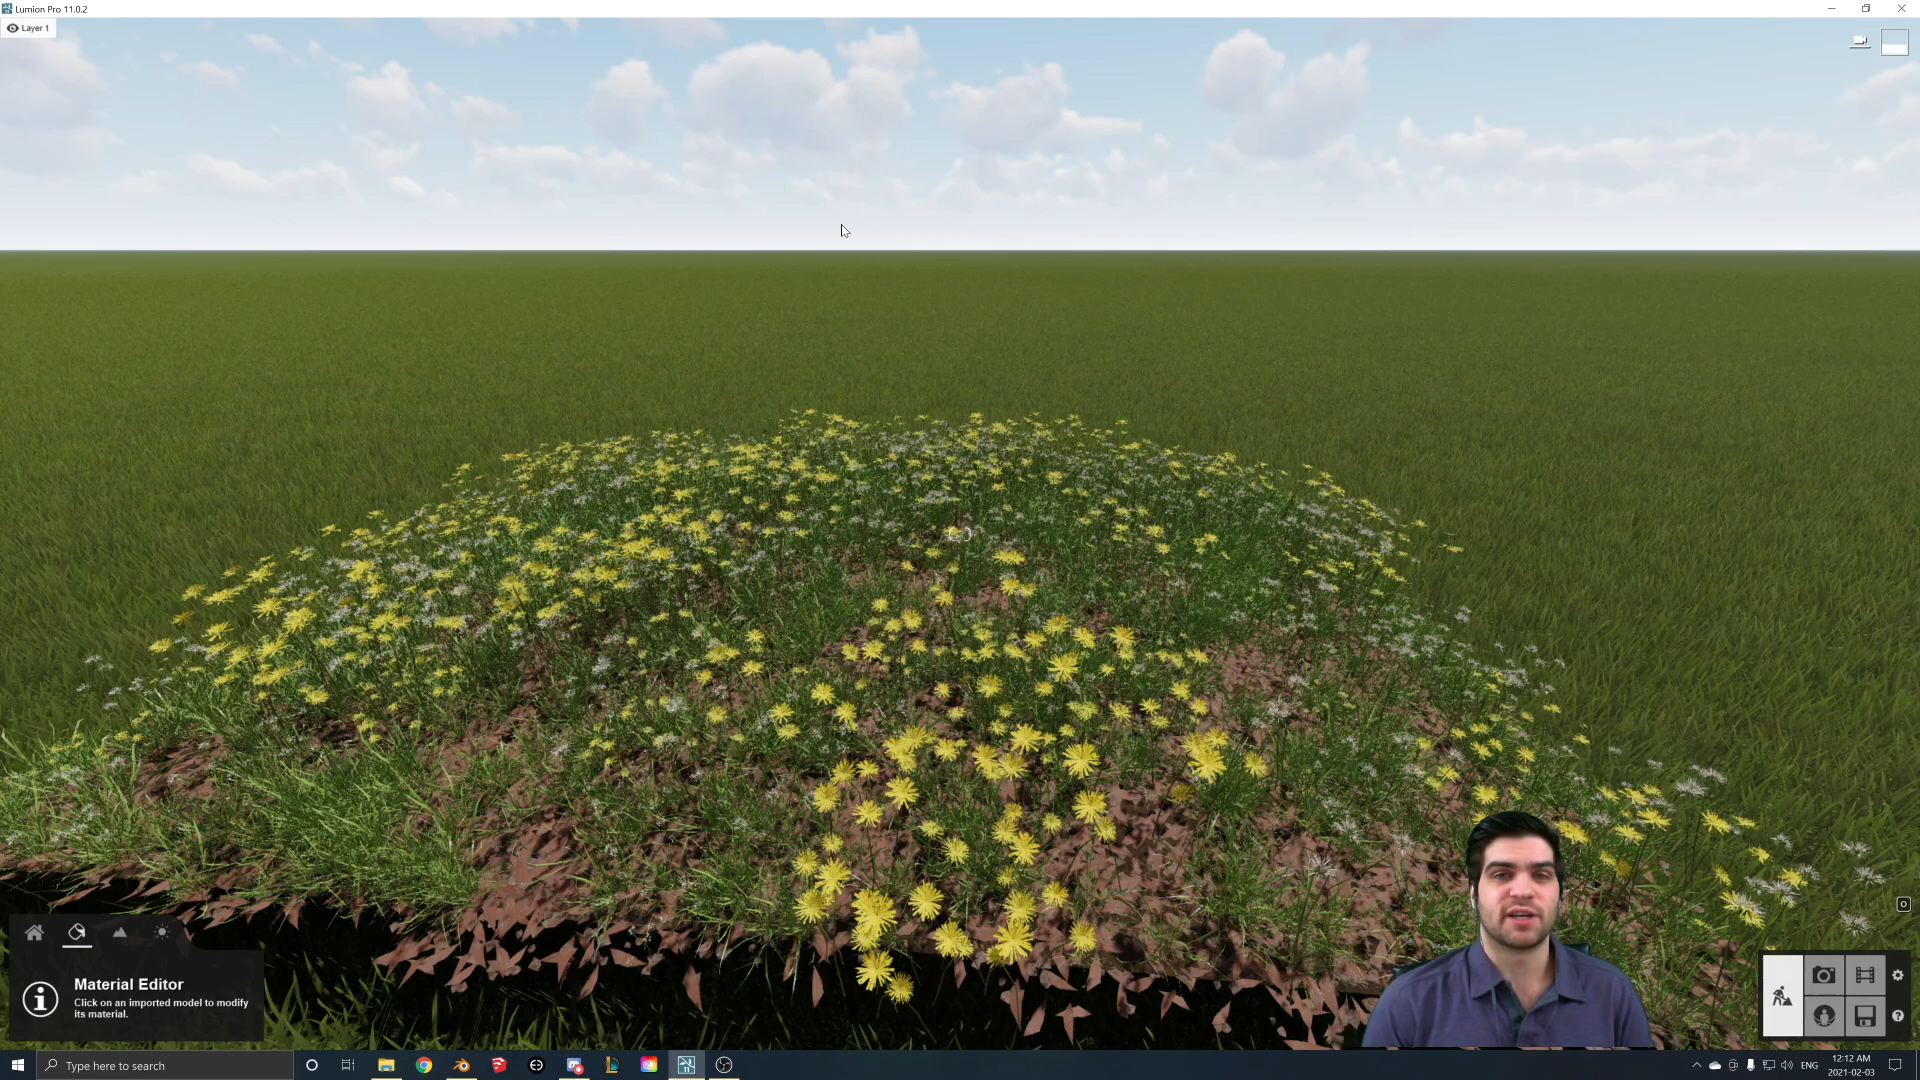 Lumion Pro 11.0.2
Layer 1
Material Editor
Click on an imported model to modify
its material.
Type here to search
ENG
12:12 AM
2021-02-03